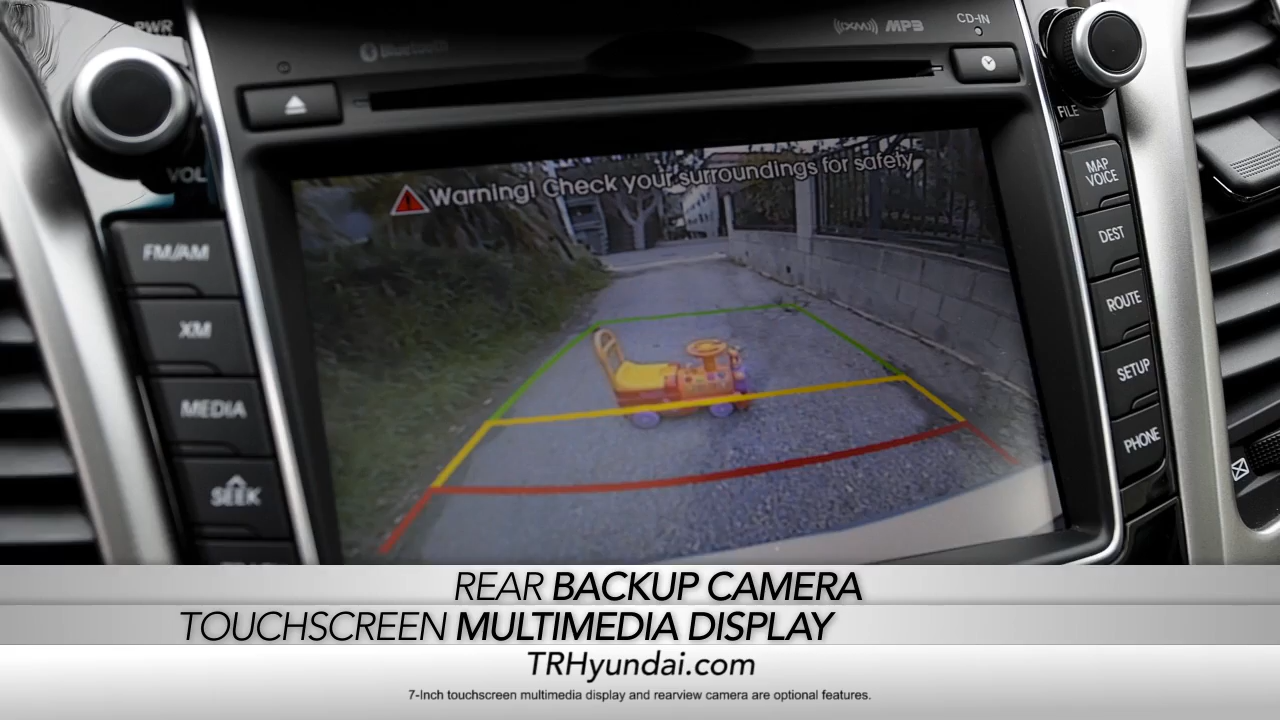 PWR
Bluetooth
XM
MP3
CD-IN
VOL
FILE
Warning! Check your surroundings for safety
FM/AM
MAP
VOICE
XM
DEST
MEDIA
ROUTE
SEEK
SETUP
PHONE
REAR BACKUP CAMERA
TOUCHSCREEN MULTIMEDIA DISPLAY
TRHyundai.com
7-Inch touchscreen multimedia display and rearview camera are optional features.